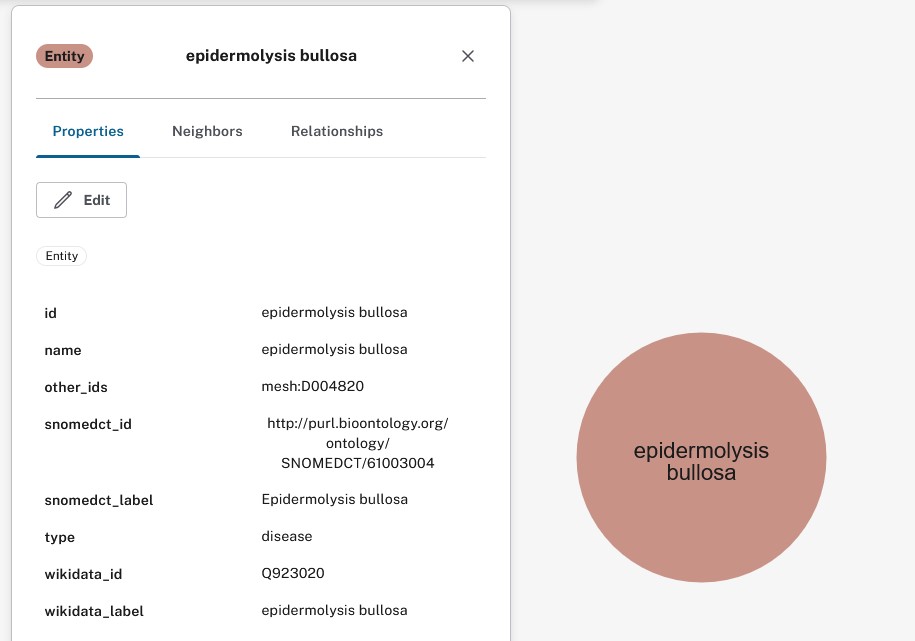 Entity
epidermolysis bullosa
Properties
Neighbors
Relationships
Edit
Entity
id epidermolysis bullosa
name epidermolysis bullosa
other_ids mesh:D004820
snomedct_id http://purl.bioontology.org/
ontology/
SNOMEDCT/61003004
snomedct_label Epidermolysis bullosa
type disease
wikidata_id Q923020
wikidata_label epidermolysis bullosa
epidermolysis
bullosa